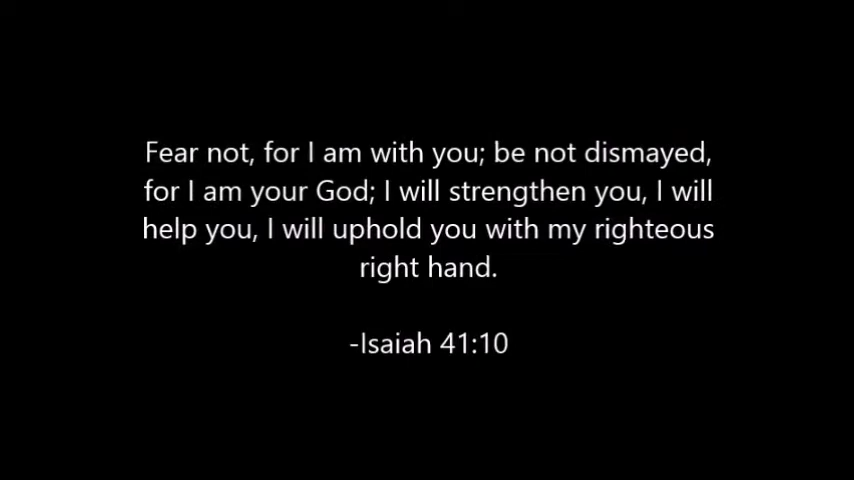 Fear not, for I am with you; be not dismayed,
for I am your God; I will strengthen you, I will
help you, I will uphold you with my righteous
right hand.
-Isaiah 41:10